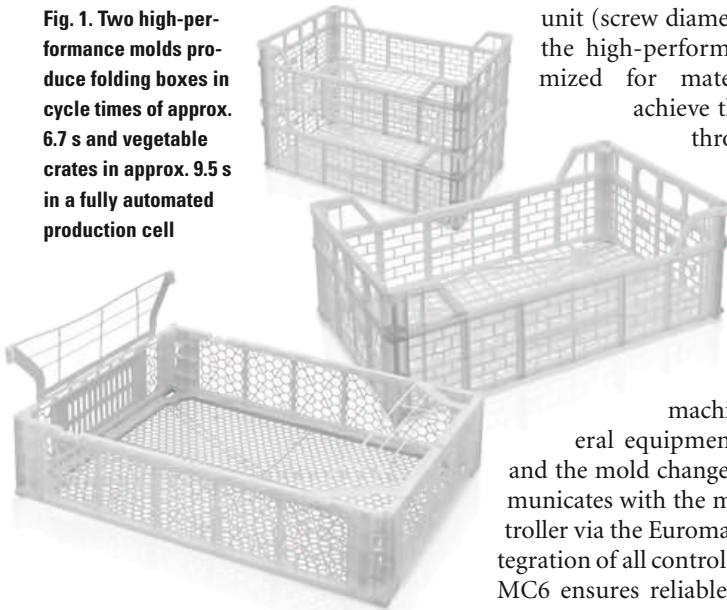 Fig. 1. Two high-per-
formance molds pro-
duce folding boxes in
cycle times of approx.
6.7 s and vegetable
crates in approx. 9.5 s
in a fully automated
production cell
unit (screw diame
the high-perform
mized for mate
achieve t
thro
machi
eral equipmen
and the mold change
municates with the m
troller via the Euroma
tegration of all control
MC6 ensures reliable